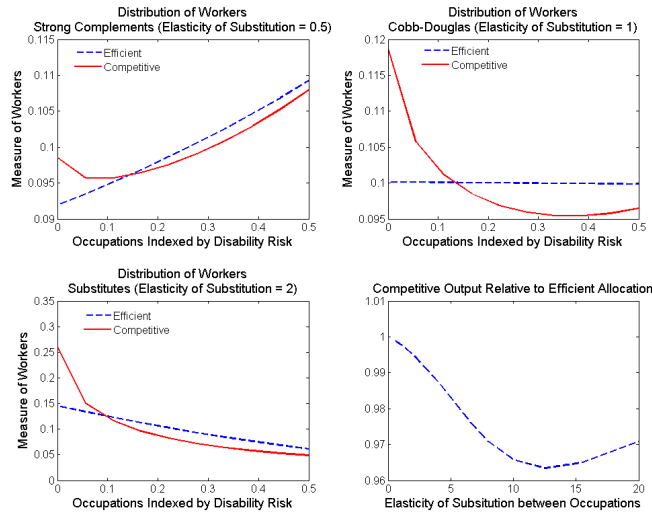 Distribution of Workers
Strong Complements (Elasticity of Substitution = 0.5)
0.115
0.11
0.105
0.1
0.095
0.09
Measure of Workers
Efficient
Competitive
0
0.1
0.2
0.3
0.4
0.5
Occupations Indexed by Disability Risk
Distribution of Workers
Cobb-Douglas (Elasticity of Substitution = 1)
0.12
0.115
0.11
0.105
0.1
0.095
Measure of Workers
Efficient
Competitive
0
0.1
0.2
0.3
0.4
0.5
Occupations Indexed by Disability Risk
Distribution of Workers
Substitutes (Elasticity of Substitution = 2)
0.35
0.3
0.25
0.2
0.15
0.1
0.05
0
Measure of Workers
Efficient
Competitive
0
0.1
0.2
0.3
0.4
0.5
Occupations Indexed by Disability Risk
Competitive Output Relative to Efficient Allocation
1.01
1
0.99
0.98
0.97
0.96
0
5
10
15
20
Elasticity of Subsitution between Occupations